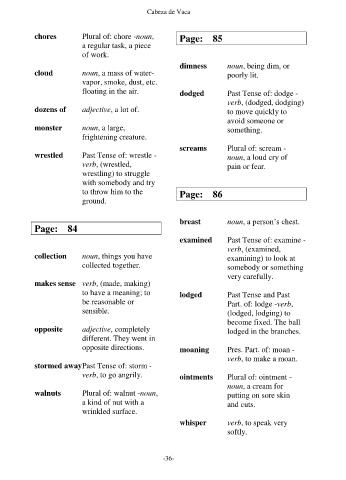 Cabeza de Vaca
chores Plural of: chore -noun,
a regular task, a piece
of work.
cloud noun, a mass of water-
vapor, smoke, dust, etc.
floating in the air.
dozens of adjective, a lot of.
monster noun, a large,
frightening creature.
wrestled Past Tense of: wrestle -
verb, (wrestled,
wrestling) to struggle
with somebody and try
to throw him to the
ground.
Page: 84
collection noun, things you have
collected together.
makes sense verb, (made, making)
to have a meaning; to
be reasonable or
sensible.
opposite adjective, completely
different. They went in
opposite directions.
stormed away Past Tense of: storm -
verb, to go angrily.
walnuts Plural of: walnut -noun,
a kind of nut with a
wrinkled surface.
Page: 85
dimness noun, being dim, or
poorly lit.
dodged Past Tense of: dodge -
verb, (dodged, dodging)
to move quickly to
avoid someone or
something.
screams Plural of: scream -
noun, a loud cry of
pain or fear.
Page: 86
breast noun, a person's chest.
examined Past Tense of: examine -
verb, (examined,
examining) to look at
somebody or something
very carefully.
lodged Past Tense and Past
Part. of: lodge -verb,
(lodged, lodging) to
become fixed. The ball
lodged in the branches.
moaning Pres. Part. of: moan -
verb, to make a moan.
ointments Plural of: ointment -
noun, a cream for
putting on sore skin
and cuts.
whisper verb, to speak very
softly.
-36-